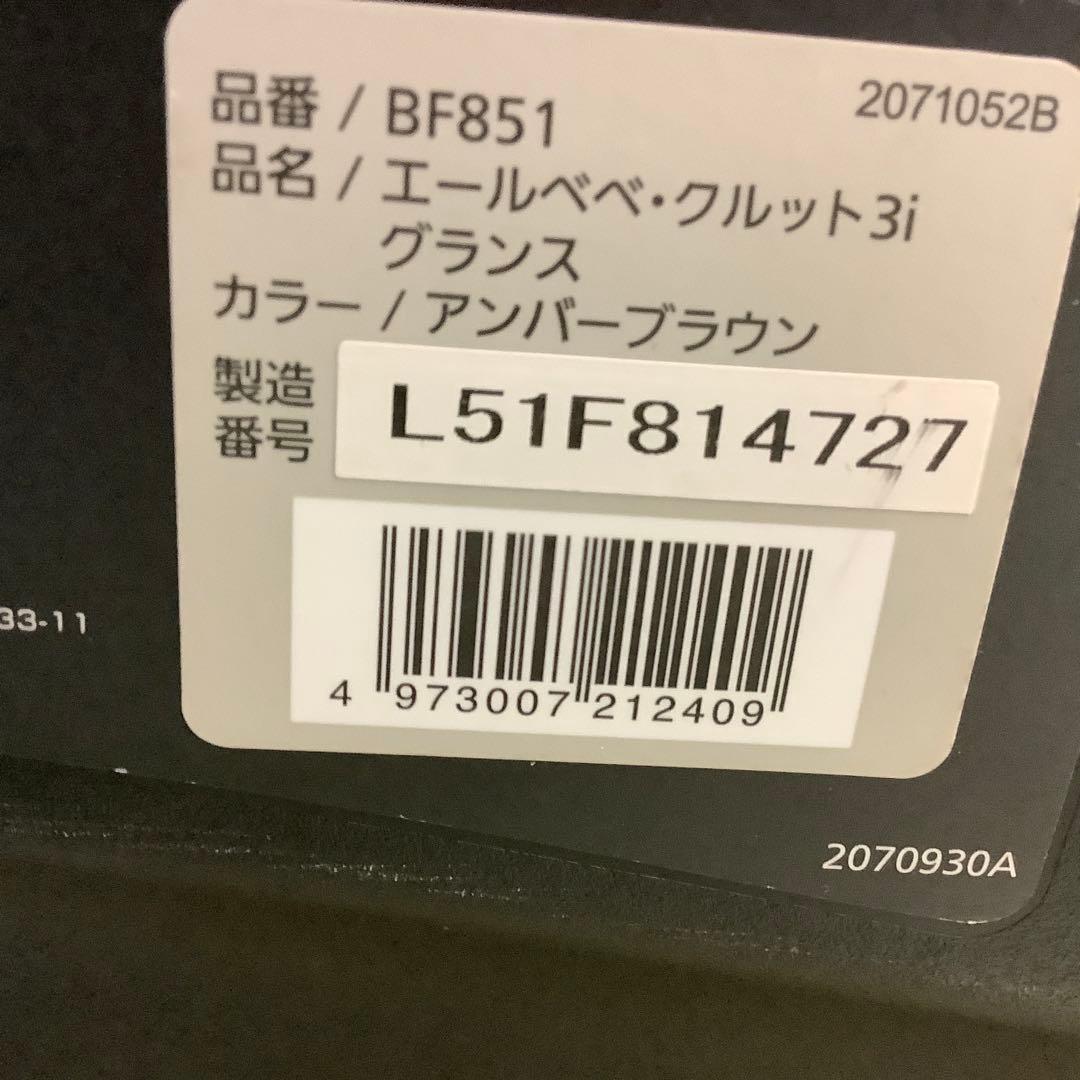 品番 / BF851
2071052B
品名 / エールベベ・クルット3i
グランス
カラー / アンバーブラウン
製造
番号
L51F814727
4 973007 212409
33-11
2070930A